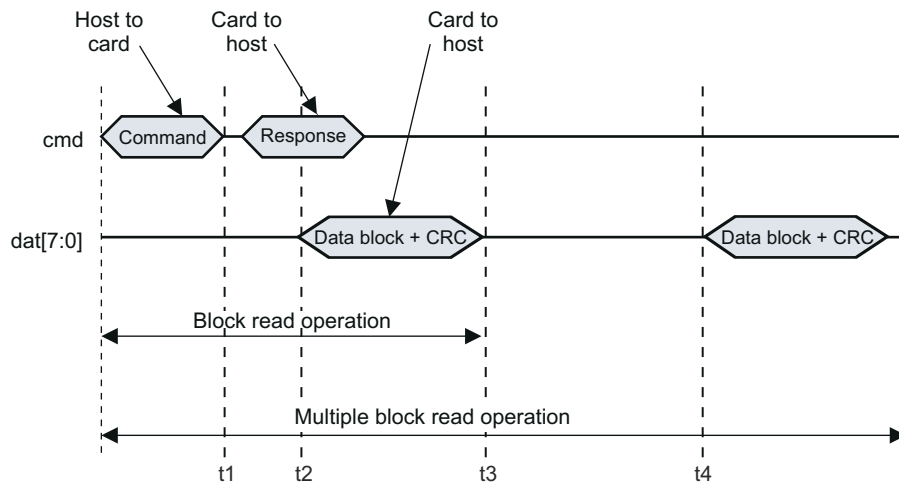 Host to
card
Card to
host
Card to
host
cmd
Command
Response
dat[7:0]
Data block + CRC
Data block + CRC
Block read operation
Multiple block read operation
t1
t2
t3
t4